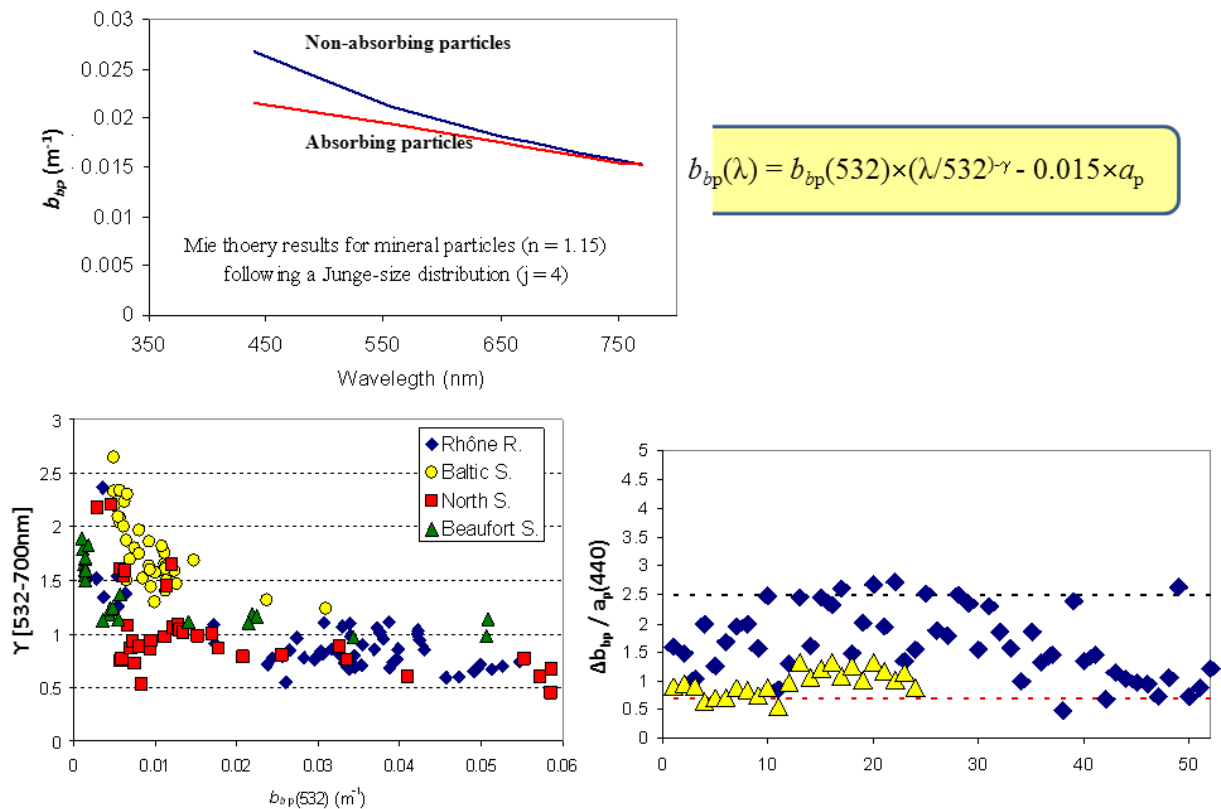 0.03
0.025
0.02
0.015
0.01
0.005
0
b_bp (m⁻¹)
Non-absorbing particles
Absorbing particles
Mie thoery results for mineral particles (n = 1.15)
following a Junge-size distribution (j = 4)
350 450 550 650 750
Wavelegth (nm)
b_bp(λ) = b_bp(532)×(λ/532)^-γ - 0.015×a_p
3
2.5
2
1.5
1
0.5
0
ϒ [532-700nm]
Rhône R.
Baltic S.
North S.
Beaufort S.
0 0.01 0.02 0.03 0.04 0.05 0.06
b_bp(532) (m⁻¹)
5
4.5
4
3.5
3
2.5
2
1.5
1
0.5
0
Δb_bp / a_p(440)
0 10 20 30 40 50